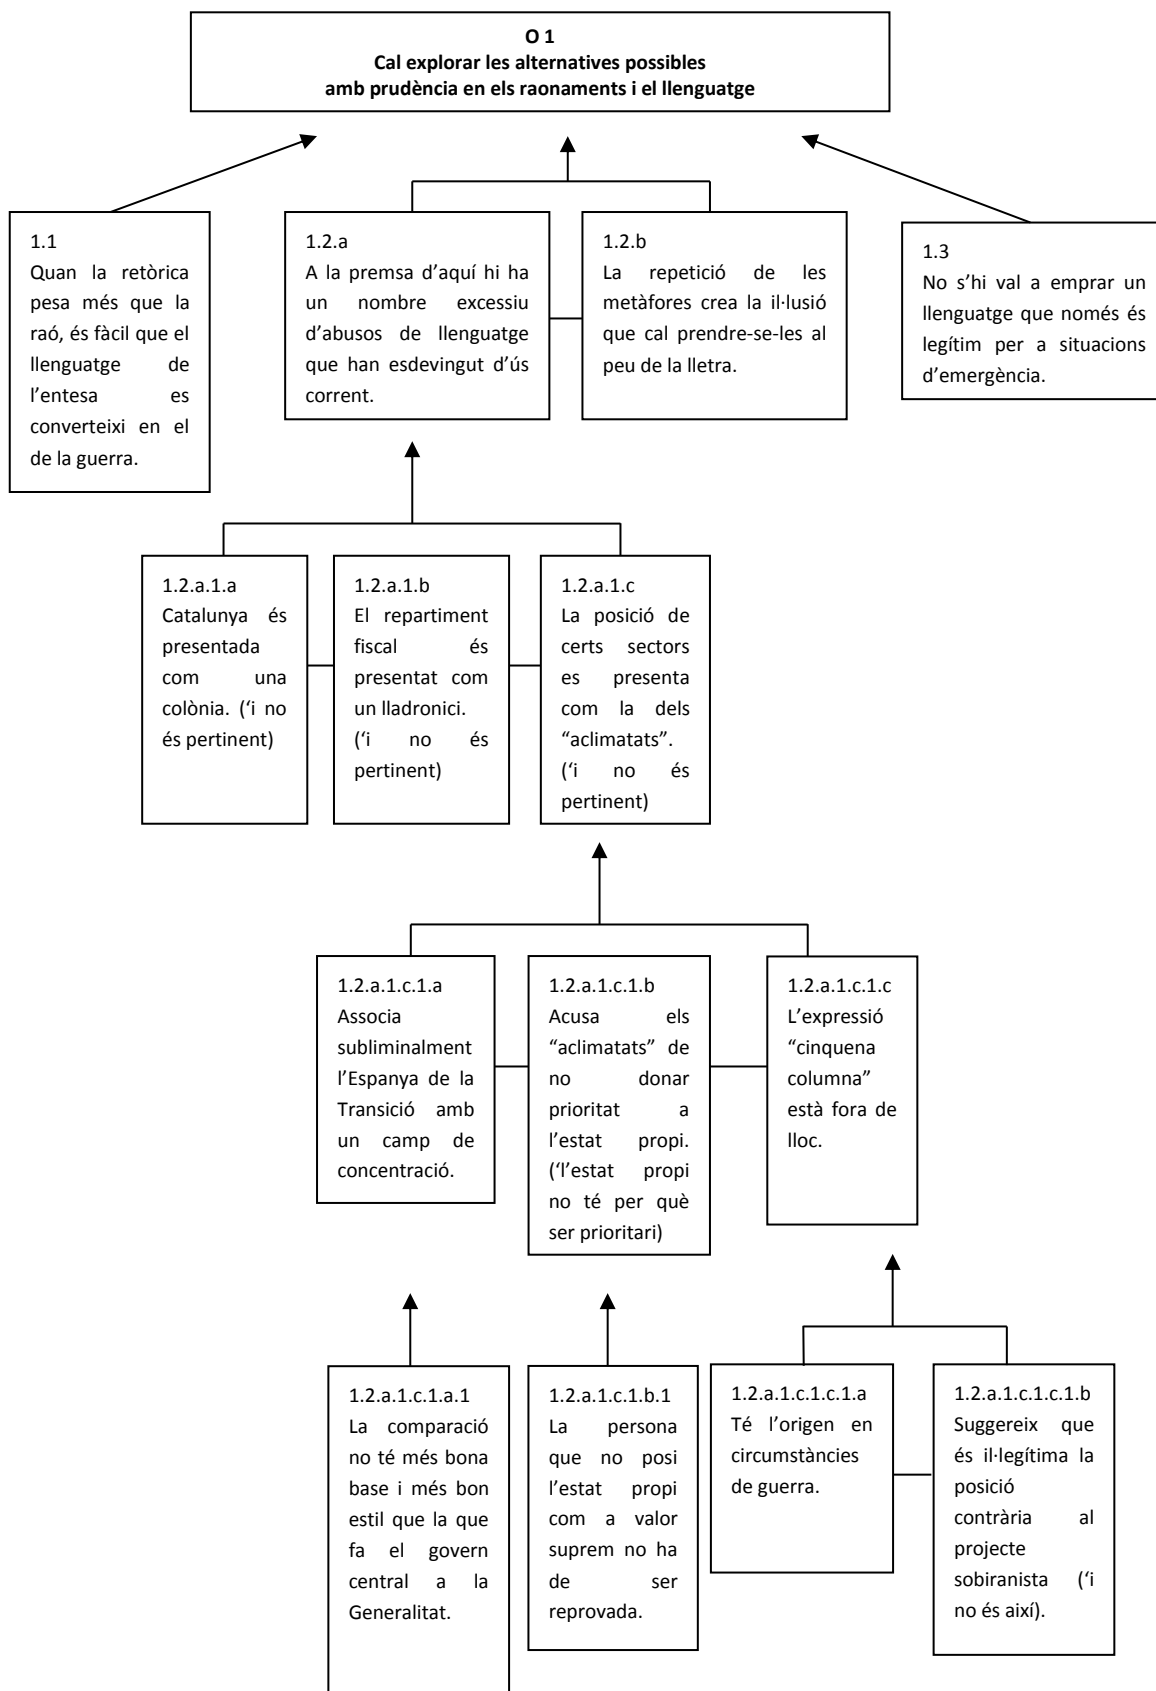 O 1
Cal explorar les alternatives possibles
amb prudència en els raonaments i el llenguatge
1.1
Quan la retòrica
pesa més que la
raó, és fàcil que el
llenguatge de
l’entesa es
converteixi en el
de la guerra.
1.2.a
A la premsa d’aquí hi ha
un nombre excessiu
d’abusos de llenguatge
que han esdevingut d’ús
corrent.
1.2.b
La repetició de les
metàfores crea la il·lusió
que cal prendre-se-les al
peu de la lletra.
1.3
No s’hi val a emprar un
llenguatge que només és
legítim per a situacions
d’emergència.
1.2.a.1.a
Catalunya és
presentada
com una
colònia. (‘i no
és pertinent)
1.2.a.1.b
El repartiment
fiscal és
presentat com
un lladronici.
(‘i no és
pertinent)
1.2.a.1.c
La posició de
certs sectors
es presenta
com la dels
“aclimatats”.
(‘i no és
pertinent)
1.2.a.1.c.1.a
Associa
subliminalment
l’Espanya de la
Transició amb
un camp de
concentració.
1.2.a.1.c.1.b
Acusa els
“aclimatats” de
no donar
prioritat a
l’estat propi.
(‘l’estat propi
no té per què
ser prioritari)
1.2.a.1.c.1.c
L’expressió
“cinquena
columna”
està fora de
lloc.
1.2.a.1.c.1.a.1
La comparació
no té més bona
base i més bon
estil que la que
fa el govern
central a la
Generalitat.
1.2.a.1.c.1.b.1
La persona
que no posi
l’estat propi
com a valor
suprem no ha
de ser
reprovada.
1.2.a.1.c.1.c.1.a
Té l’origen en
circumstàncies
de guerra.
1.2.a.1.c.1.c.1.b
Suggereix que
és il·legítima la
posició
contrària al
projecte
sobiranista (‘i
no és així).